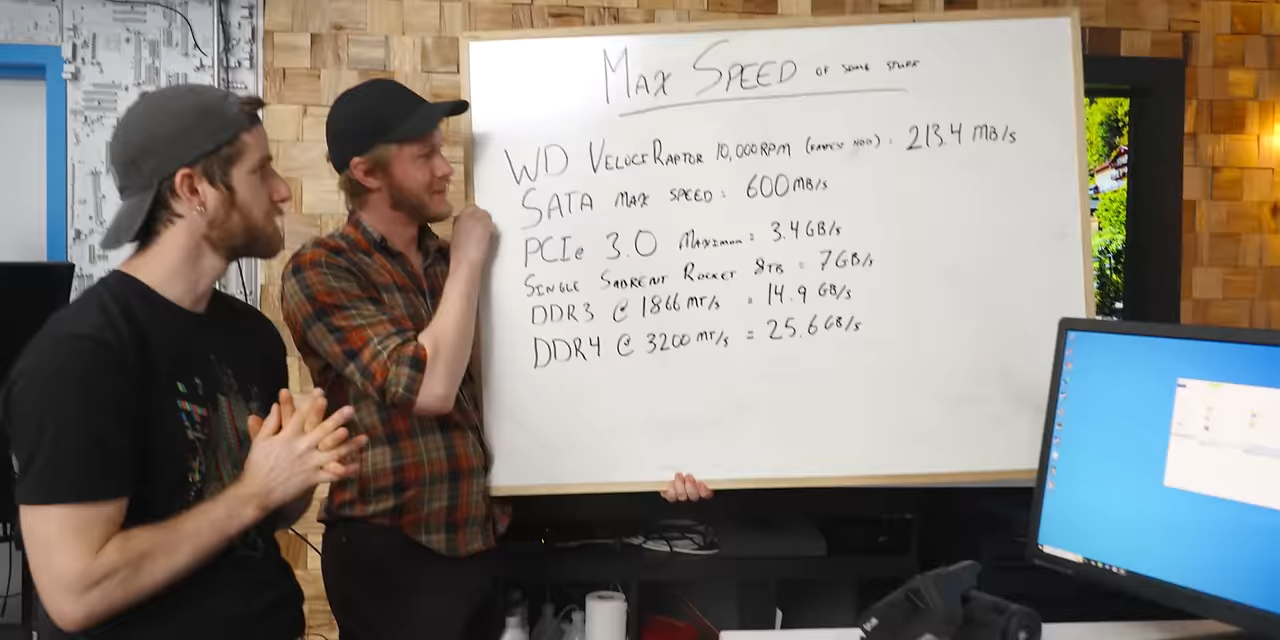 MAX SPEED OF SOME STUFF
WD VELOCIRAPTOR 10,000RPM (RAPEX HDD): 213.4 MB/s
SATA MAX SPEED: 600MB/s
PCIe 3.0 MAXIMUM: 3.4GB/s
SINGLE SABRENT ROCKET 8TB = 7GB/s
DDR3 @ 1866 MT/s = 14.9 GB/s
DDR4 @ 3200 MT/s = 25.6 GB/s